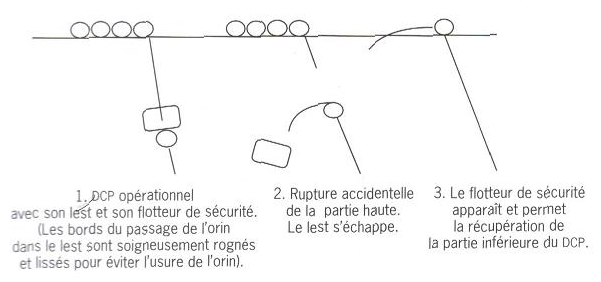 1. DCP opérationnel
avec son lest et son flotteur de sécurité.
(Les bords du passage de l'orin
dans le lest sont soigneusement rognés
et lissés pour éviter l'usure de l'orin).
2. Rupture accidentelle
de la partie haute.
Le lest s'échappe.
3. Le flotteur de sécurité
apparaît et permet
la récupération de
la partie inférieure du DCP.